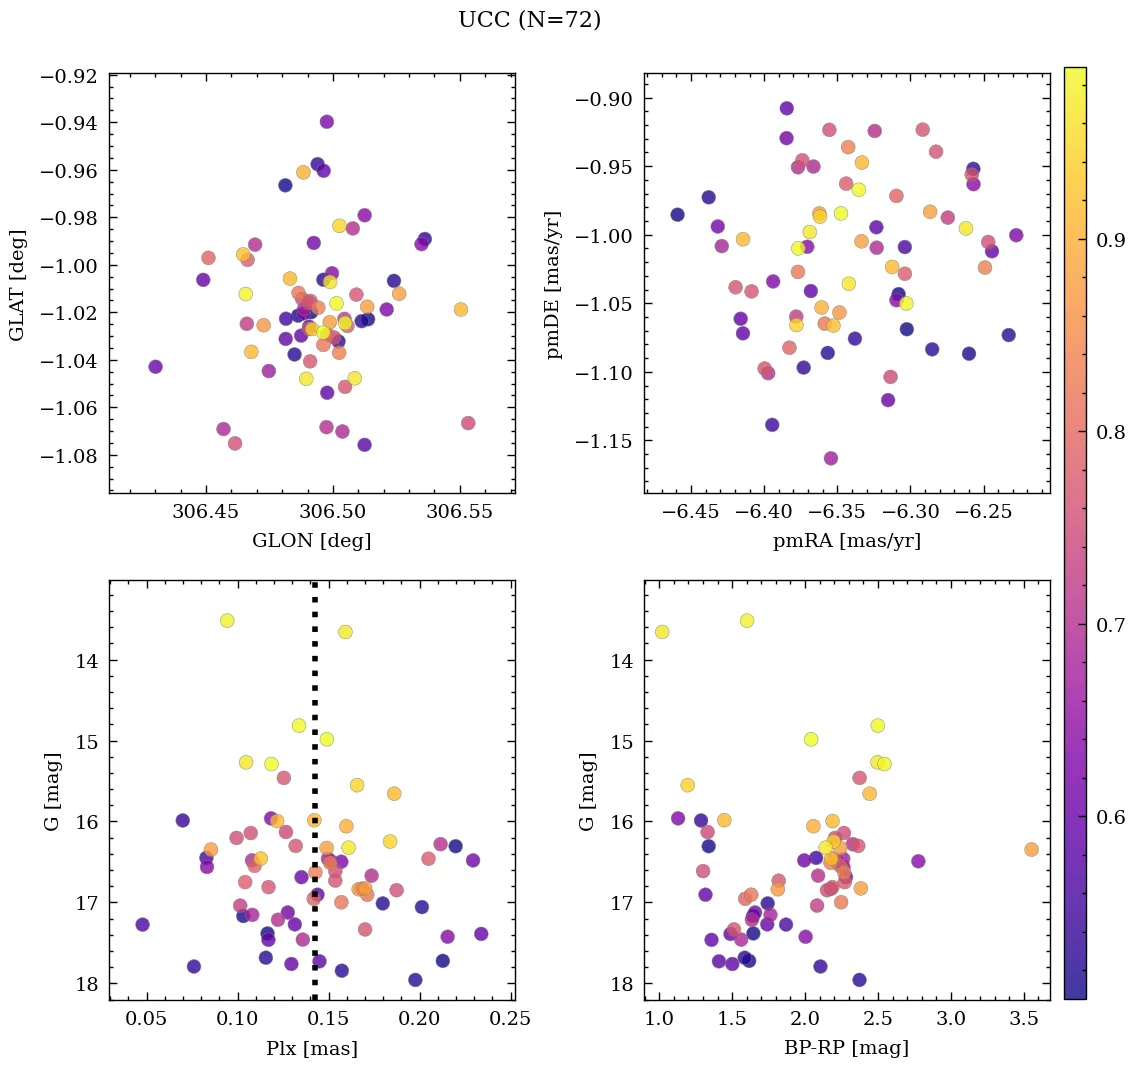 UCC (N=72)
−0.92
−0.94
−0.96
−0.98
−1.00
−1.02
−1.04
−1.06
−1.08
GLAT [deg]
306.45 306.50 306.55
GLON [deg]
−0.90
−0.95
−1.00
−1.05
−1.10
−1.15
pmDE [mas/yr]
−6.45 −6.40 −6.35 −6.30 −6.25
pmRA [mas/yr]
14
15
16
17
18
G [mag]
0.05 0.10 0.15 0.20 0.25
Plx [mas]
14
15
16
17
18
G [mag]
1.0 1.5 2.0 2.5 3.0 3.5
BP-RP [mag]
0.9
0.8
0.7
0.6